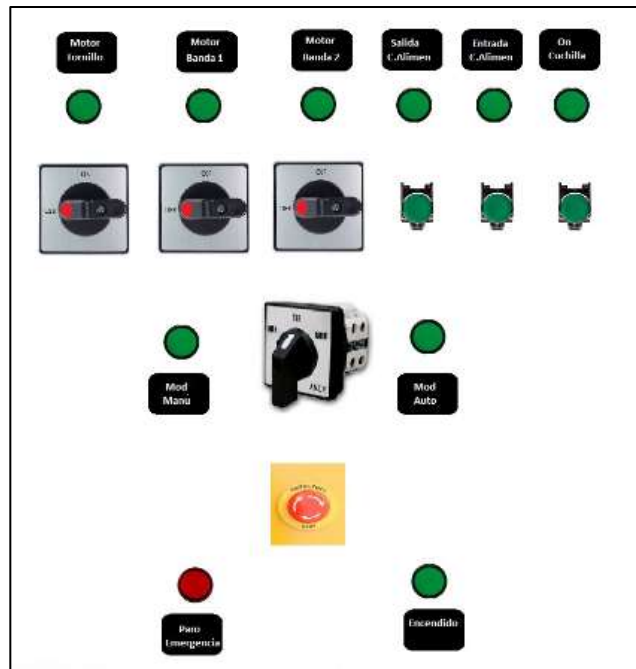 Motor
Tornillo
Motor
Banda 1
Motor
Banda 2
Salida
C.Alimen
Entrada
C.Alimen
On
Cuchilla
Mod
Manu
Mod
Auto
Paro
Emergencia
Encendido